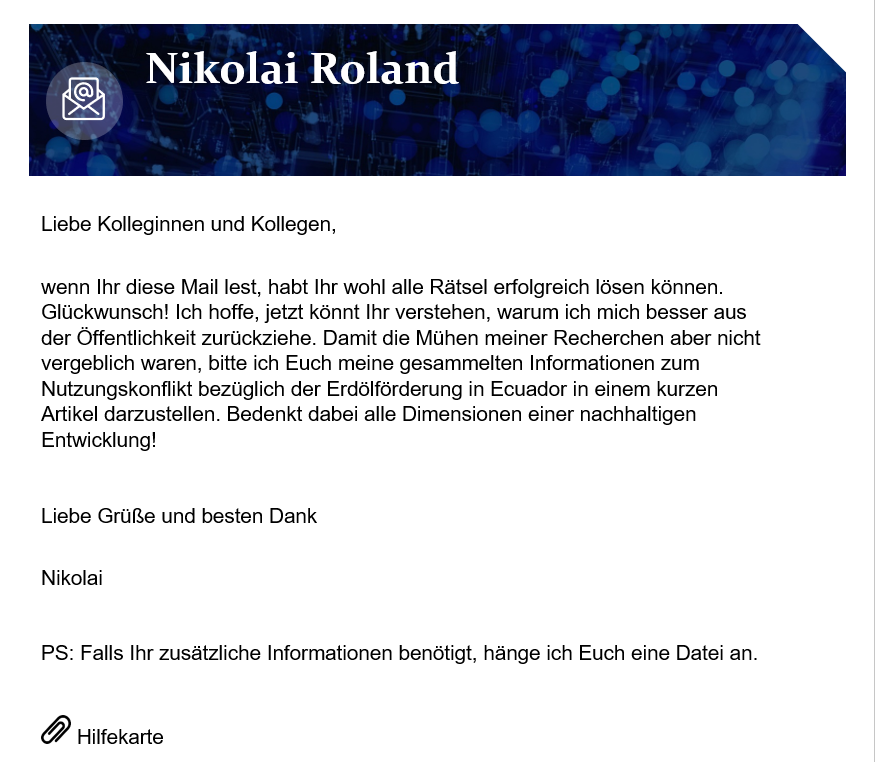 Nikolai Roland
Liebe Kolleginnen und Kollegen,
wenn Ihr diese Mail lest, habt Ihr wohl alle Rätsel erfolgreich lösen können.
Glückwunsch! Ich hoffe, jetzt könnt Ihr verstehen, warum ich mich besser aus
der Öffentlichkeit zurückziehe. Damit die Mühen meiner Recherchen aber nicht
vergeblich waren, bitte ich Euch meine gesammelten Informationen zum
Nutzungskonflikt bezüglich der Erdölförderung in Ecuador in einem kurzen
Artikel darzustellen. Bedenkt dabei alle Dimensionen einer nachhaltigen
Entwicklung!
Liebe Grüße und besten Dank
Nikolai
PS: Falls Ihr zusätzliche Informationen benötigt, hänge ich Euch eine Datei an.
Hilfekarte